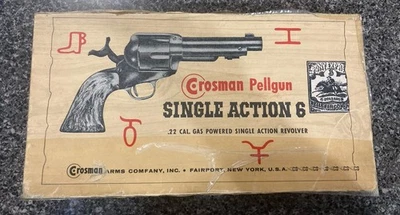 Crosman Pellgun
SINGLE ACTION 6
.22 CAL. GAS POWERED SINGLE ACTION REVOLVER
Crosman ARMS COMPANY, INC. • FAIRPORT, NEW YORK, U.S.A.